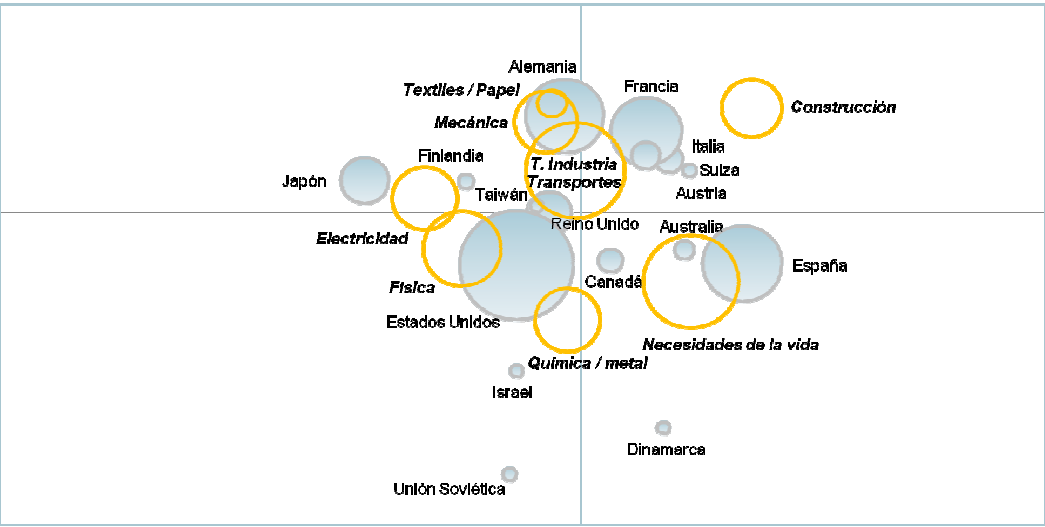 Alemania
Textiles / Papel
Francia
Construcción
Mecánica
Italia
Finlandia
T. Industria
Transportes
Suiza
Japón
Taiwán
Austria
Reino Unido
Australia
Electricidad
España
Canadá
Física
Estados Unidos
Necesidades de la vida
Química / metal
Israel
Dinamarca
Unión Soviética